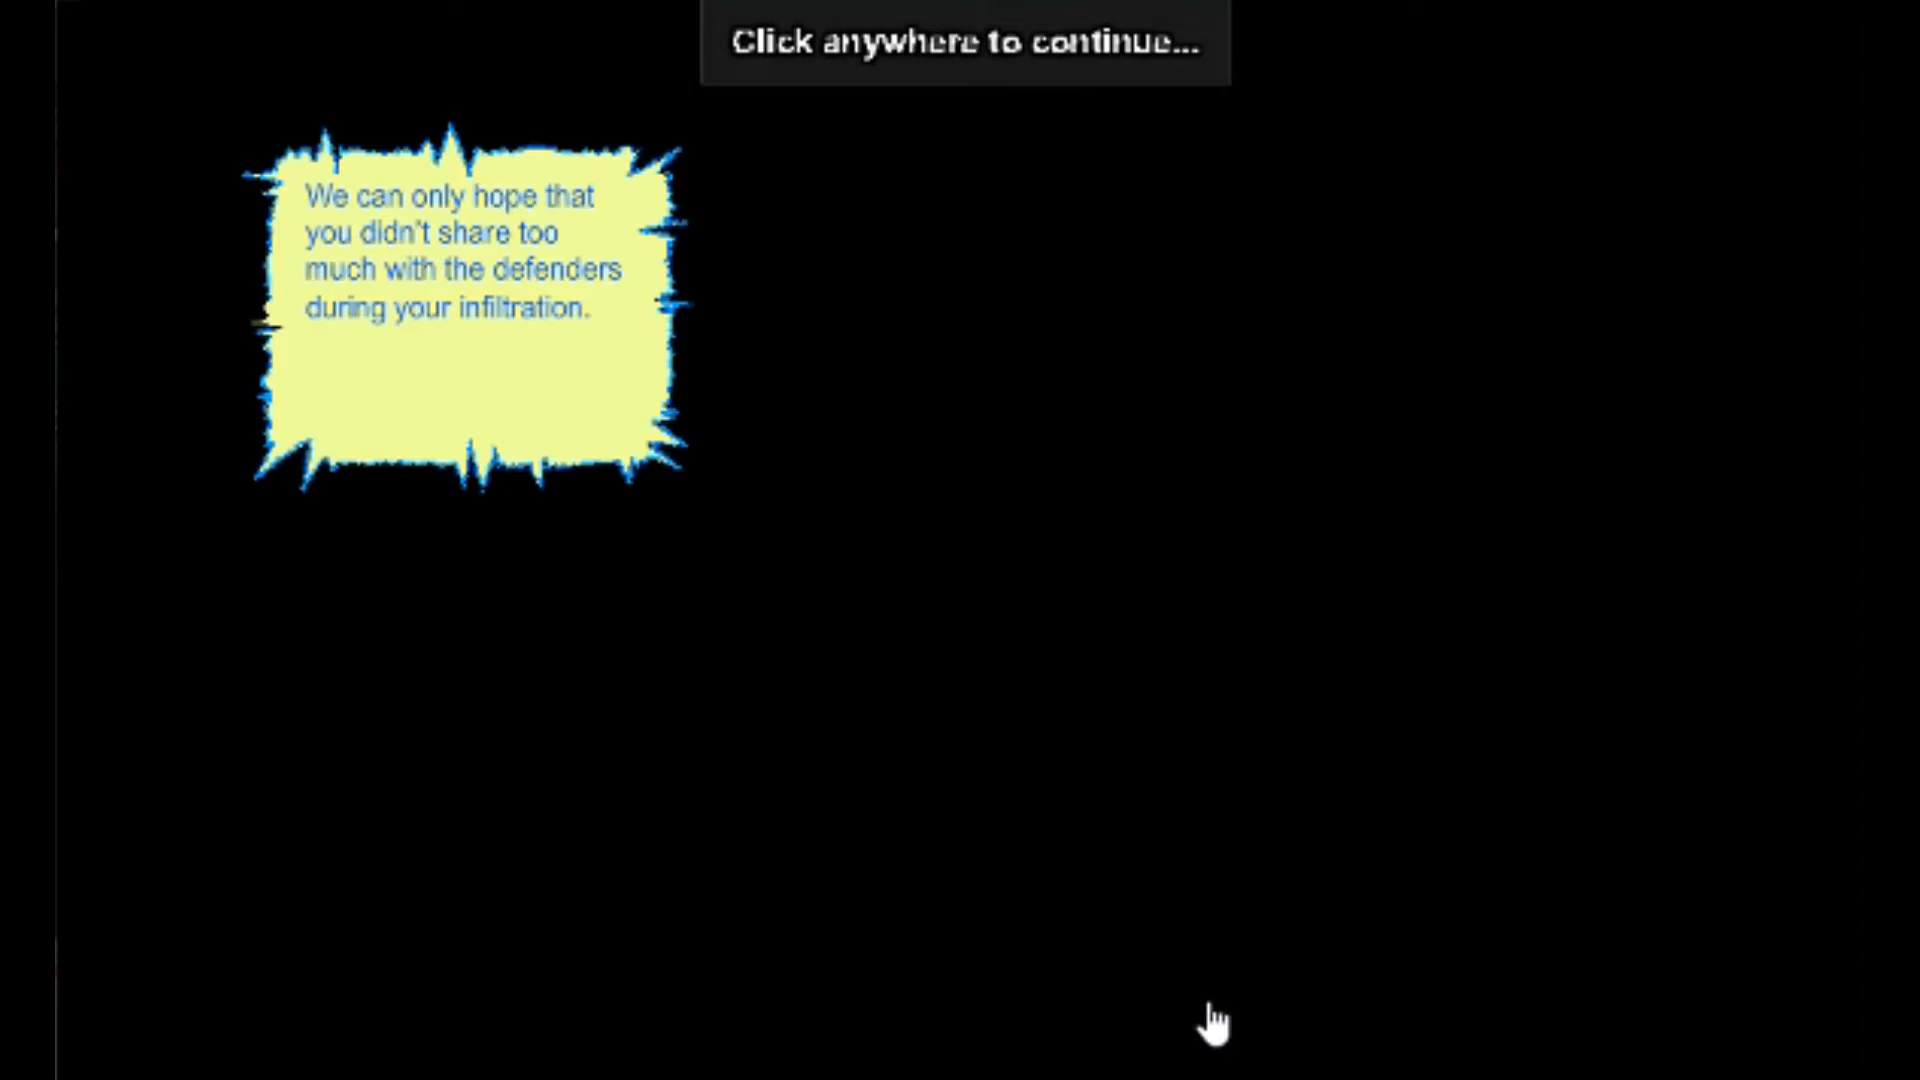 Click anywhere to continue...
We can only hope that
you didn't share too
much with the defenders
during your infiltration.